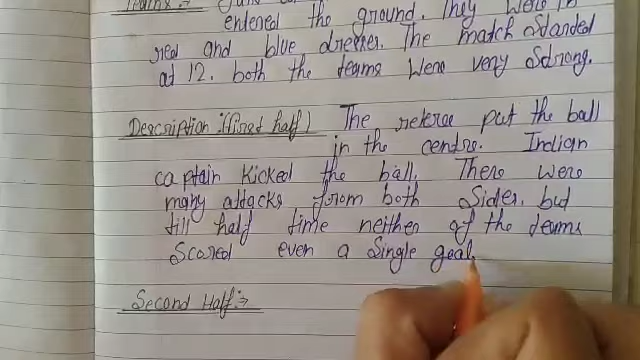 entered the ground. They were in
red and blue dresses. The match started
at 12. both the teams were very strong.
Description :(first half) The referee put the ball
in the centre. Indian
captain kicked the ball. There were
many attacks from both sides. but
till half time neither of the teams
scored even a single goal.
Second Half:→